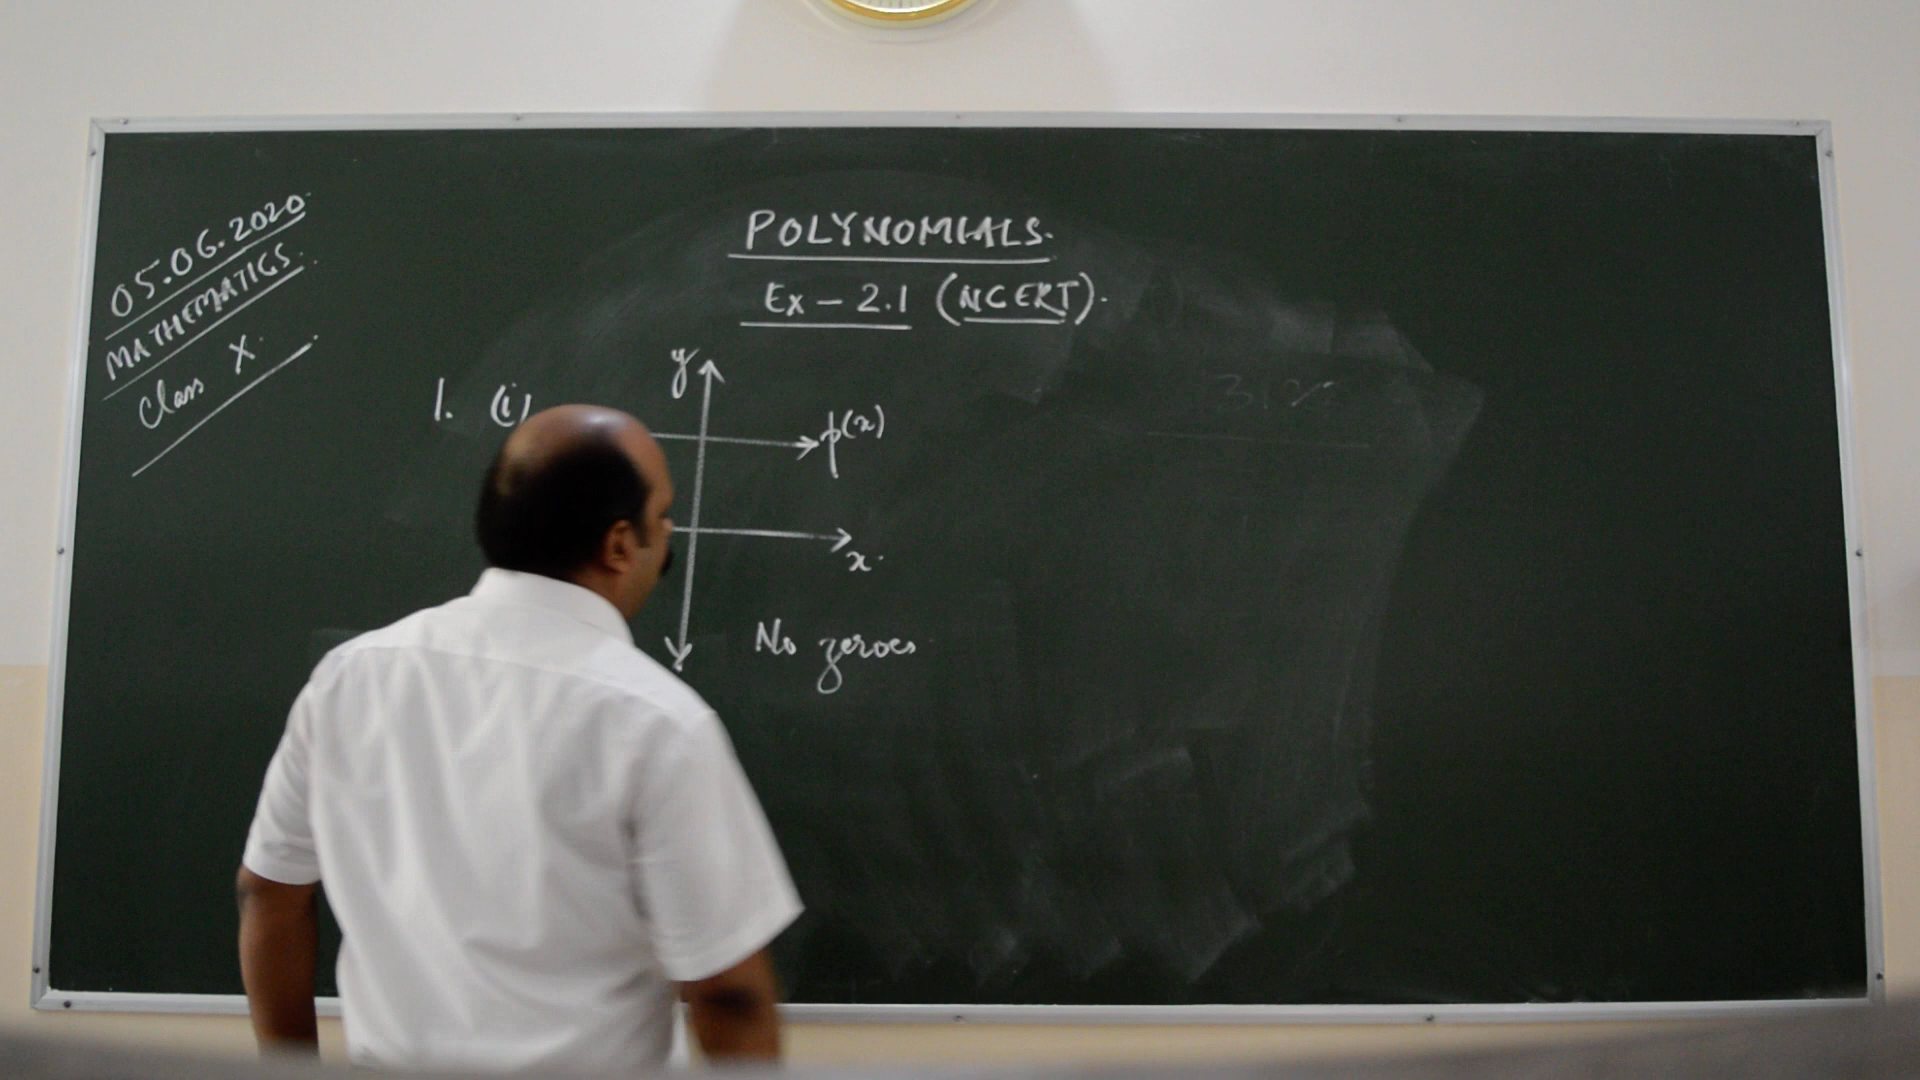 05.06.2020
MATHEMATICS.
Class X.
POLYNOMIALS.
Ex - 2.1 (NCERT).
1. (i)
y
p(x)
x.
No zeroes